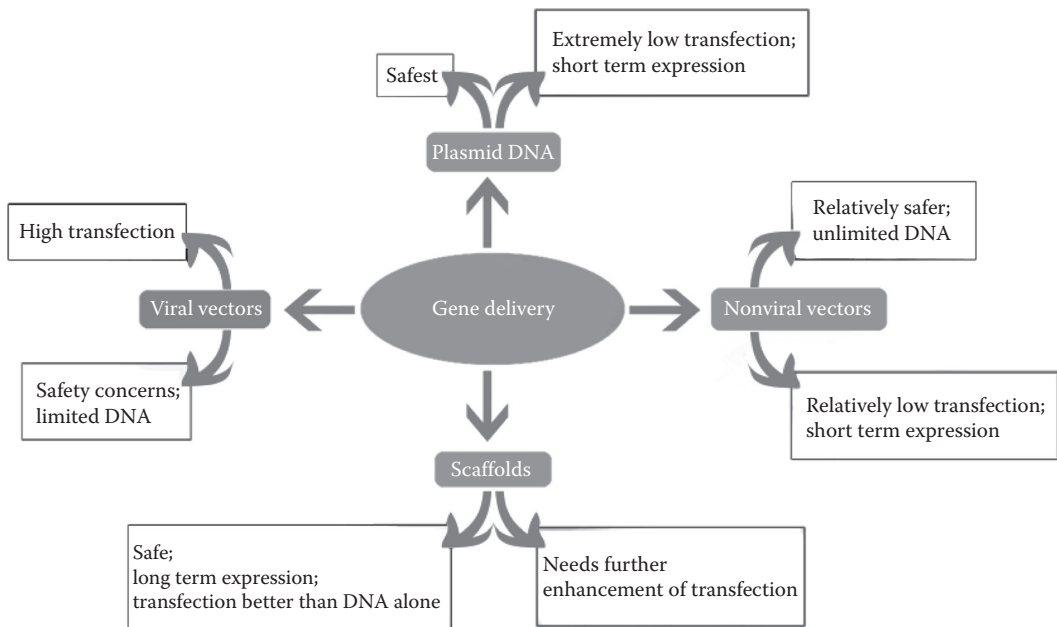 Extremely low transfection;
short term expression
Safest
Plasmid DNA
High transfection
Relatively safer;
unlimited DNA
Viral vectors
Gene delivery
Nonviral vectors
Safety concerns;
limited DNA
Relatively low transfection;
short term expression
Scaffolds
Safe;
long term expression;
transfection better than DNA alone
Needs further
enhancement of transfection